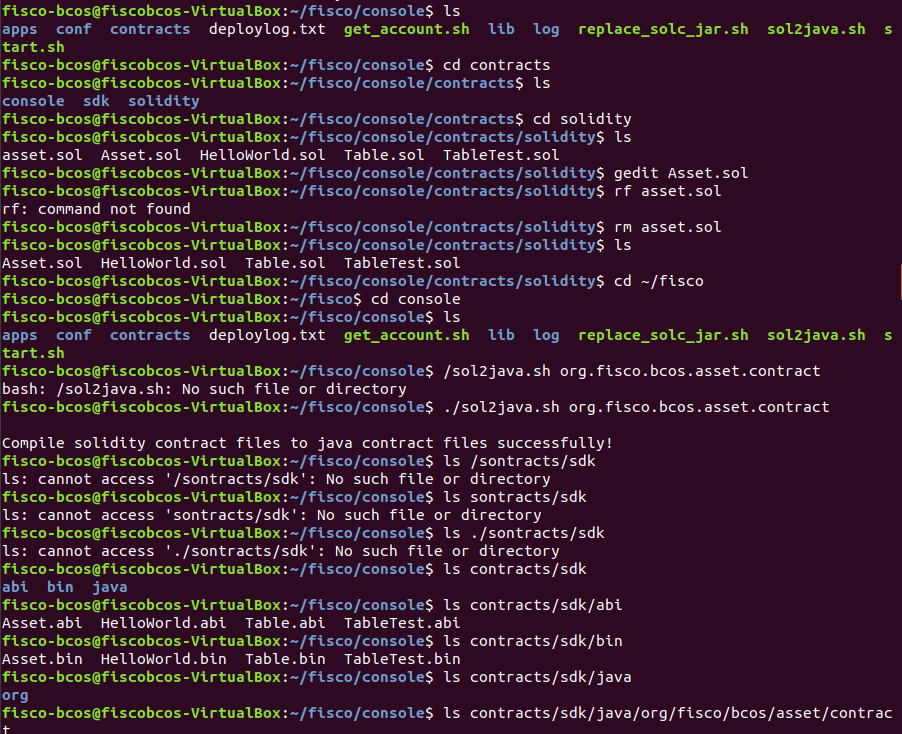 fisco-bcos@fiscobcos-VirtualBox:~/fisco/console$ ls
apps  conf  contracts  deploylog.txt  get_account.sh  lib  log  replace_solc_jar.sh  sol2java.sh  s
tart.sh
fisco-bcos@fiscobcos-VirtualBox:~/fisco/console$ cd contracts
fisco-bcos@fiscobcos-VirtualBox:~/fisco/console/contracts$ ls
console  sdk  solidity
fisco-bcos@fiscobcos-VirtualBox:~/fisco/console/contracts$ cd solidity
fisco-bcos@fiscobcos-VirtualBox:~/fisco/console/contracts/solidity$ ls
asset.sol  Asset.sol  HelloWorld.sol  Table.sol  TableTest.sol
fisco-bcos@fiscobcos-VirtualBox:~/fisco/console/contracts/solidity$ gedit Asset.sol
fisco-bcos@fiscobcos-VirtualBox:~/fisco/console/contracts/solidity$ rf asset.sol
rf: command not found
fisco-bcos@fiscobcos-VirtualBox:~/fisco/console/contracts/solidity$ rm asset.sol
fisco-bcos@fiscobcos-VirtualBox:~/fisco/console/contracts/solidity$ ls
Asset.sol  HelloWorld.sol  Table.sol  TableTest.sol
fisco-bcos@fiscobcos-VirtualBox:~/fisco/console/contracts/solidity$ cd ~/fisco
fisco-bcos@fiscobcos-VirtualBox:~/fisco$ cd console
fisco-bcos@fiscobcos-VirtualBox:~/fisco/console$ ls
apps  conf  contracts  deploylog.txt  get_account.sh  lib  log  replace_solc_jar.sh  sol2java.sh  s
tart.sh
fisco-bcos@fiscobcos-VirtualBox:~/fisco/console$ /sol2java.sh org.fisco.bcos.asset.contract
bash: /sol2java.sh: No such file or directory
fisco-bcos@fiscobcos-VirtualBox:~/fisco/console$ ./sol2java.sh org.fisco.bcos.asset.contract
Compile solidity contract files to java contract files successfully!
fisco-bcos@fiscobcos-VirtualBox:~/fisco/console$ ls /sontracts/sdk
ls: cannot access '/sontracts/sdk': No such file or directory
fisco-bcos@fiscobcos-VirtualBox:~/fisco/console$ ls sontracts/sdk
ls: cannot access 'sontracts/sdk': No such file or directory
fisco-bcos@fiscobcos-VirtualBox:~/fisco/console$ ls ./sontracts/sdk
ls: cannot access './sontracts/sdk': No such file or directory
fisco-bcos@fiscobcos-VirtualBox:~/fisco/console$ ls contracts/sdk
abi  bin  java
fisco-bcos@fiscobcos-VirtualBox:~/fisco/console$ ls contracts/sdk/abi
Asset.abi  HelloWorld.abi  Table.abi  TableTest.abi
fisco-bcos@fiscobcos-VirtualBox:~/fisco/console$ ls contracts/sdk/bin
Asset.bin  HelloWorld.bin  Table.bin  TableTest.bin
fisco-bcos@fiscobcos-VirtualBox:~/fisco/console$ ls contracts/sdk/java
org
fisco-bcos@fiscobcos-VirtualBox:~/fisco/console$ ls contracts/sdk/java/org/fisco/bcos/asset/contrac
t